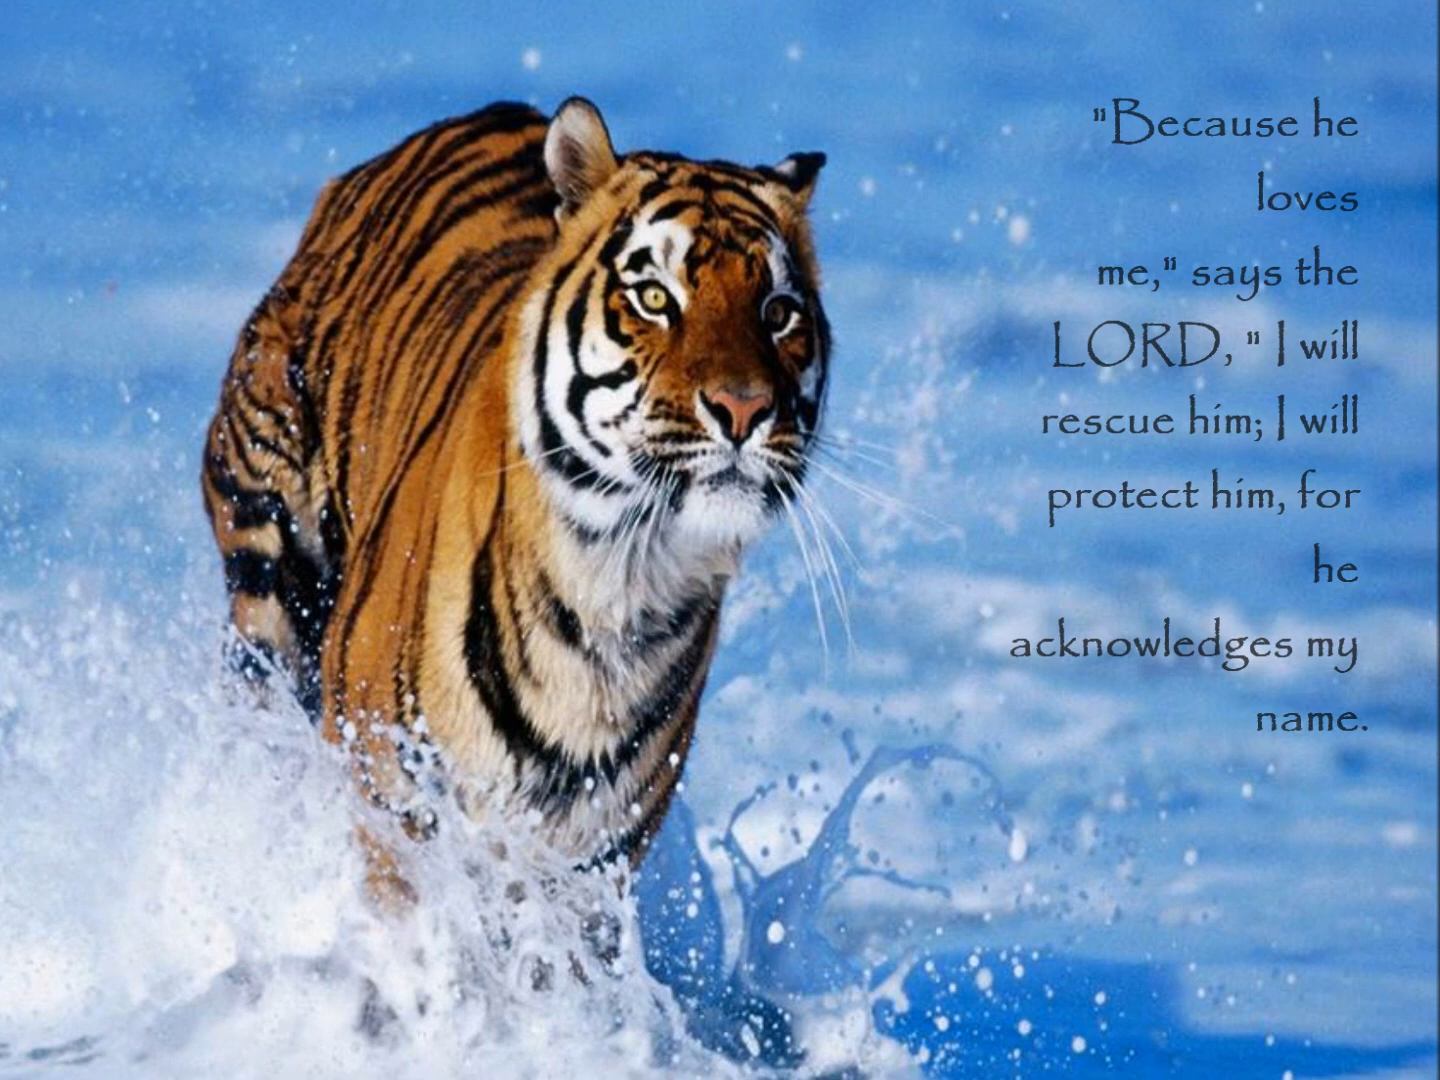 "Because he
loves
me," says the
LORD, " I will
rescue him; I will
protect him, for
he
acknowledges my
name.